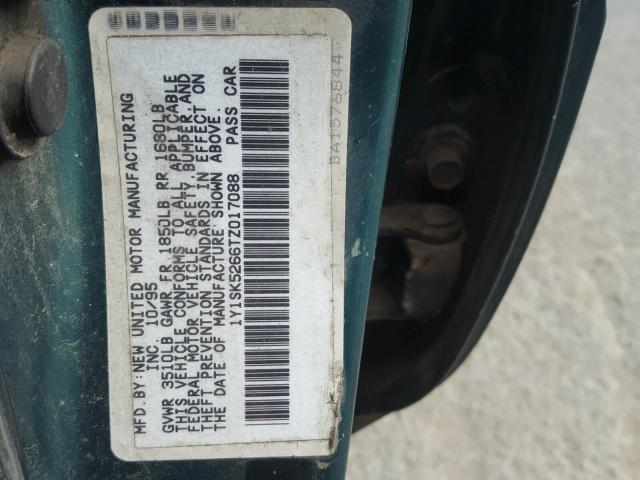 MFD.BY:NEW UNITED MOTOR MANUFACTURING
INC. 10/95
GVWR 3510LB GAWR FR 1850LB RR 1680LB
THIS VEHICLE CONFORMS TO ALL APPLICABLE
FEDERAL MOTOR VEHICLE SAFETY,BUMPER,AND
THEFT PREVENTION STANDARDS IN EFFECT ON
THE DATE OF MANUFACTURE SHOWN ABOVE.
1Y1SK5266TZ017088 PASS CAR
BA1576844